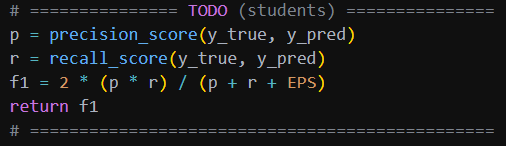 # =============== TODO (students) ===============
p = precision_score(y_true, y_pred)
r = recall_score(y_true, y_pred)
f1 = 2 * (p * r) / (p + r + EPS)
return f1
# ===============================================